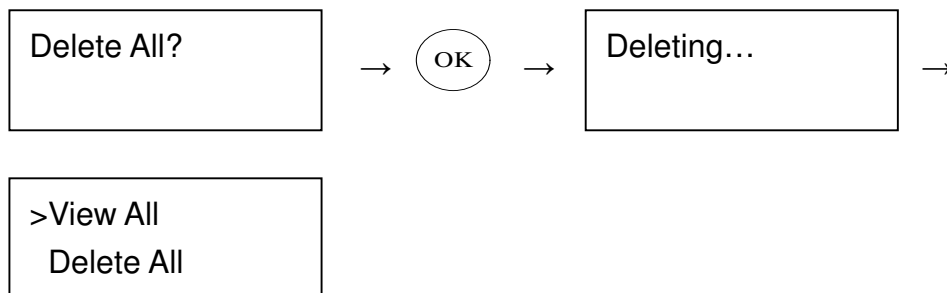 Delete All?
→ OK → Deleting… →
>View All
Delete All